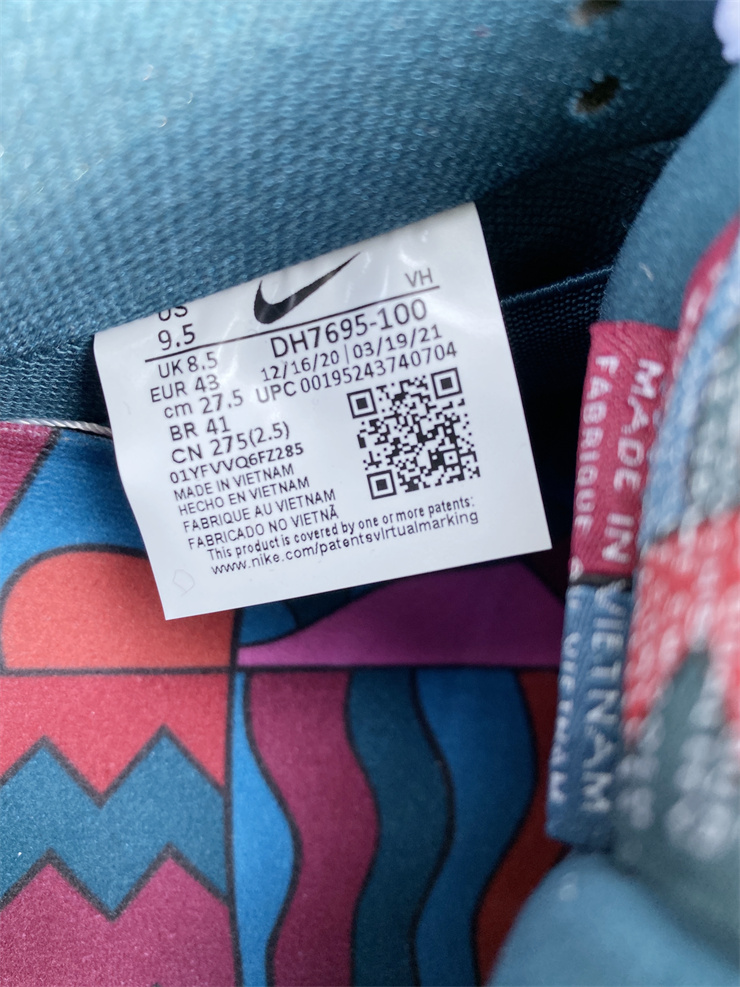 US
VH
9.5
DH7695-100
UK 8.5
12/16/20 | 03/19/21
EUR 43
UPC 00195243740704
cm 27.5
BR 41
CN 275(2.5)
01YFVVQ6FZ285
MADE IN VIETNAM
HECHO EN VIETNAM
FABRIQUE AU VIETNAM
FABRICADO NO VIETNÃ
This product is covered by one or more patents:
www.nike.com/patentsvirtualmarking
MADE IN VIETNAM
FABRIQUE AU VIETNAM